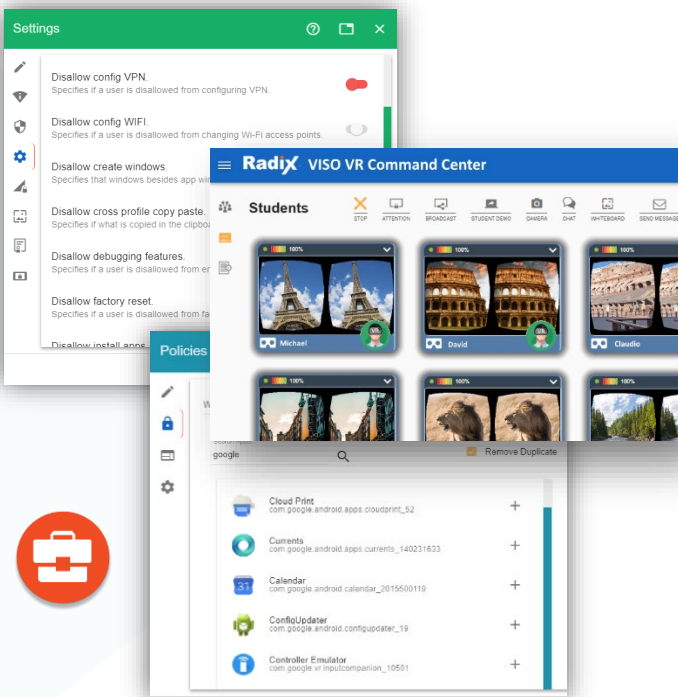 Settings
Disallow config VPN.
Specifies if a user is disallowed from configuring VPN.
Disallow config WIFI.
Specifies if a user is disallowed from changing Wi-Fi access points.
Disallow create windows.
Specifies that windows besides app
Disallow cross profile copy paste.
Specifies if what is copied in the
Disallow debugging features.
Specifies if a user is disallowed from
Disallow factory reset.
Specifies if a user is disallowed from
Disallow install apps
Radix VISO VR Command Center
Students
STOP
ATTENTION
BROADCAST
STUDENT DEMO
CAMERA
CHAT
WHITEBOARD
SEND MESSAGE
100%
100%
100%
Michael
David
Claudio
100%
100%
100%
Policies
google
Remove Duplicate
Cloud Print
com.google.android.apps.cloudprint_52
Currents
com.google.android.apps.currents_140231633
31
Calendar
com.google.android.calendar_2015500119
ConfigUpdater
com.google.android.configupdater_19
Controller Emulator
com.google.vr.inputcompanion_10501